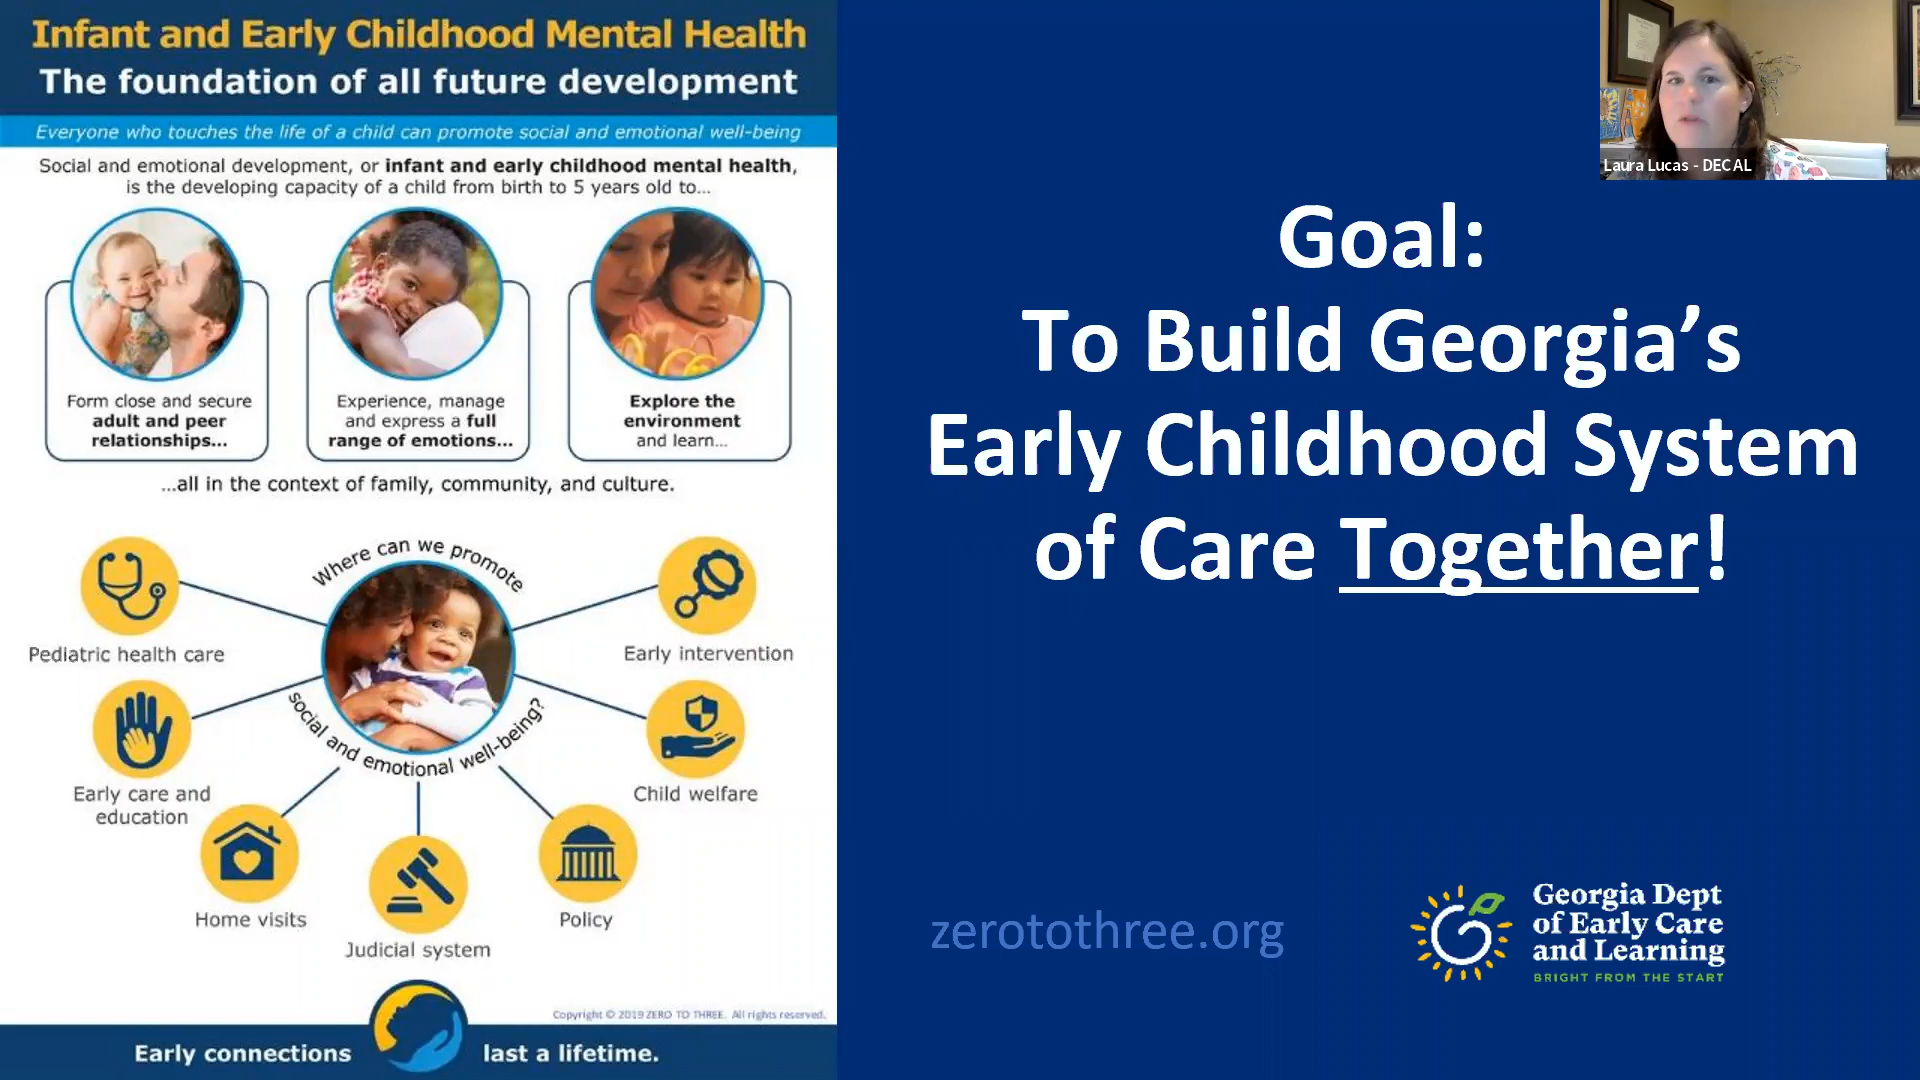 Infant and Early Childhood Mental Health
The foundation of all future development
Everyone who touches the life of a child can promote social and emotional well-being
Social and emotional development, or infant and early childhood mental health,
is the developing capacity of a child from birth to 5 years old to...
Form close and secure
adult and peer
relationships...
Experience, manage
and express a full
range of emotions...
Explore the
environment
and learn...
...all in the context of family, community, and culture.
Where can we promote
social and emotional well-being?
Pediatric health care
Early intervention
Early care and
education
Child welfare
Home visits
Judicial system
Policy
Copyright © 2019 ZERO TO THREE. All rights reserved.
Early connections
last a lifetime.
Laura Lucas - DECAL
Goal:
To Build Georgia’s
Early Childhood System
of Care Together!
zerotothree.org
Georgia Dept
of Early Care
and Learning
BRIGHT FROM THE START